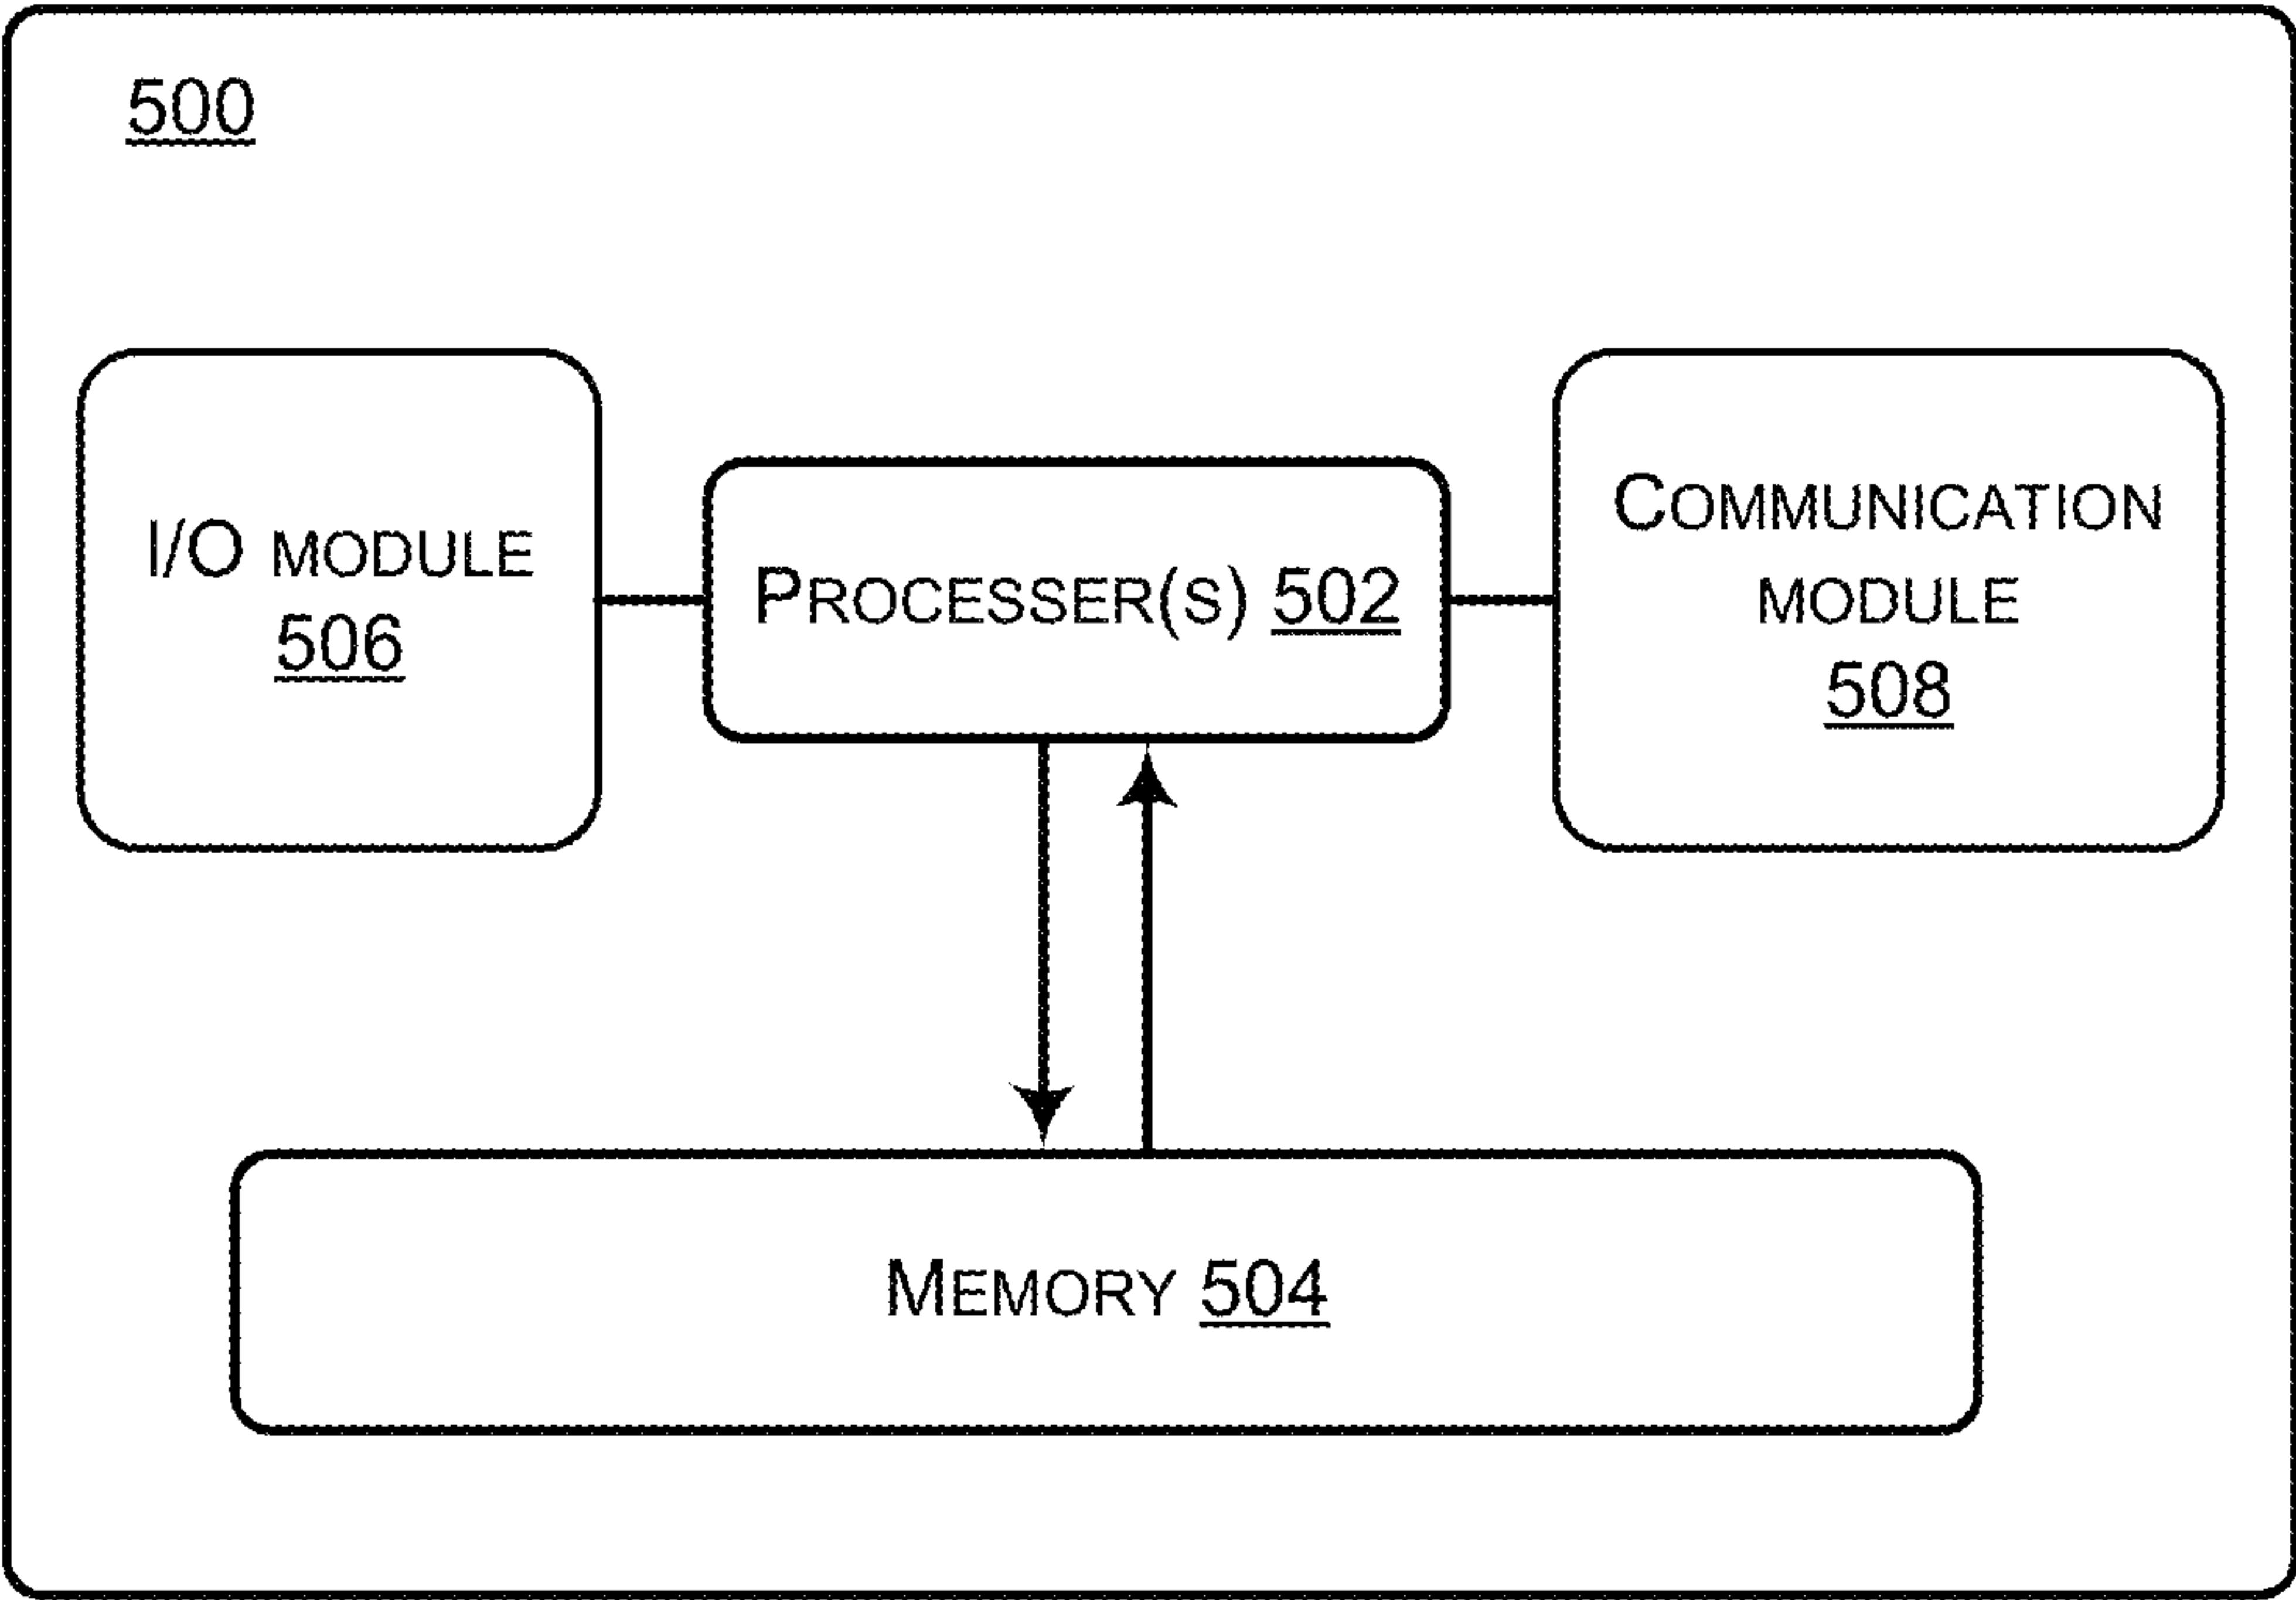 500
I/O MODULE
506
PROCESSER(S) 502
COMMUNICATION
MODULE
508
MEMORY 504